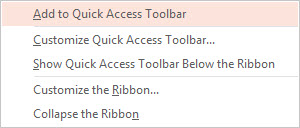 Add to Quick Access Toolbar
Customize Quick Access Toolbar...
Show Quick Access Toolbar Below the Ribbon
Customize the Ribbon...
Collapse the Ribbon